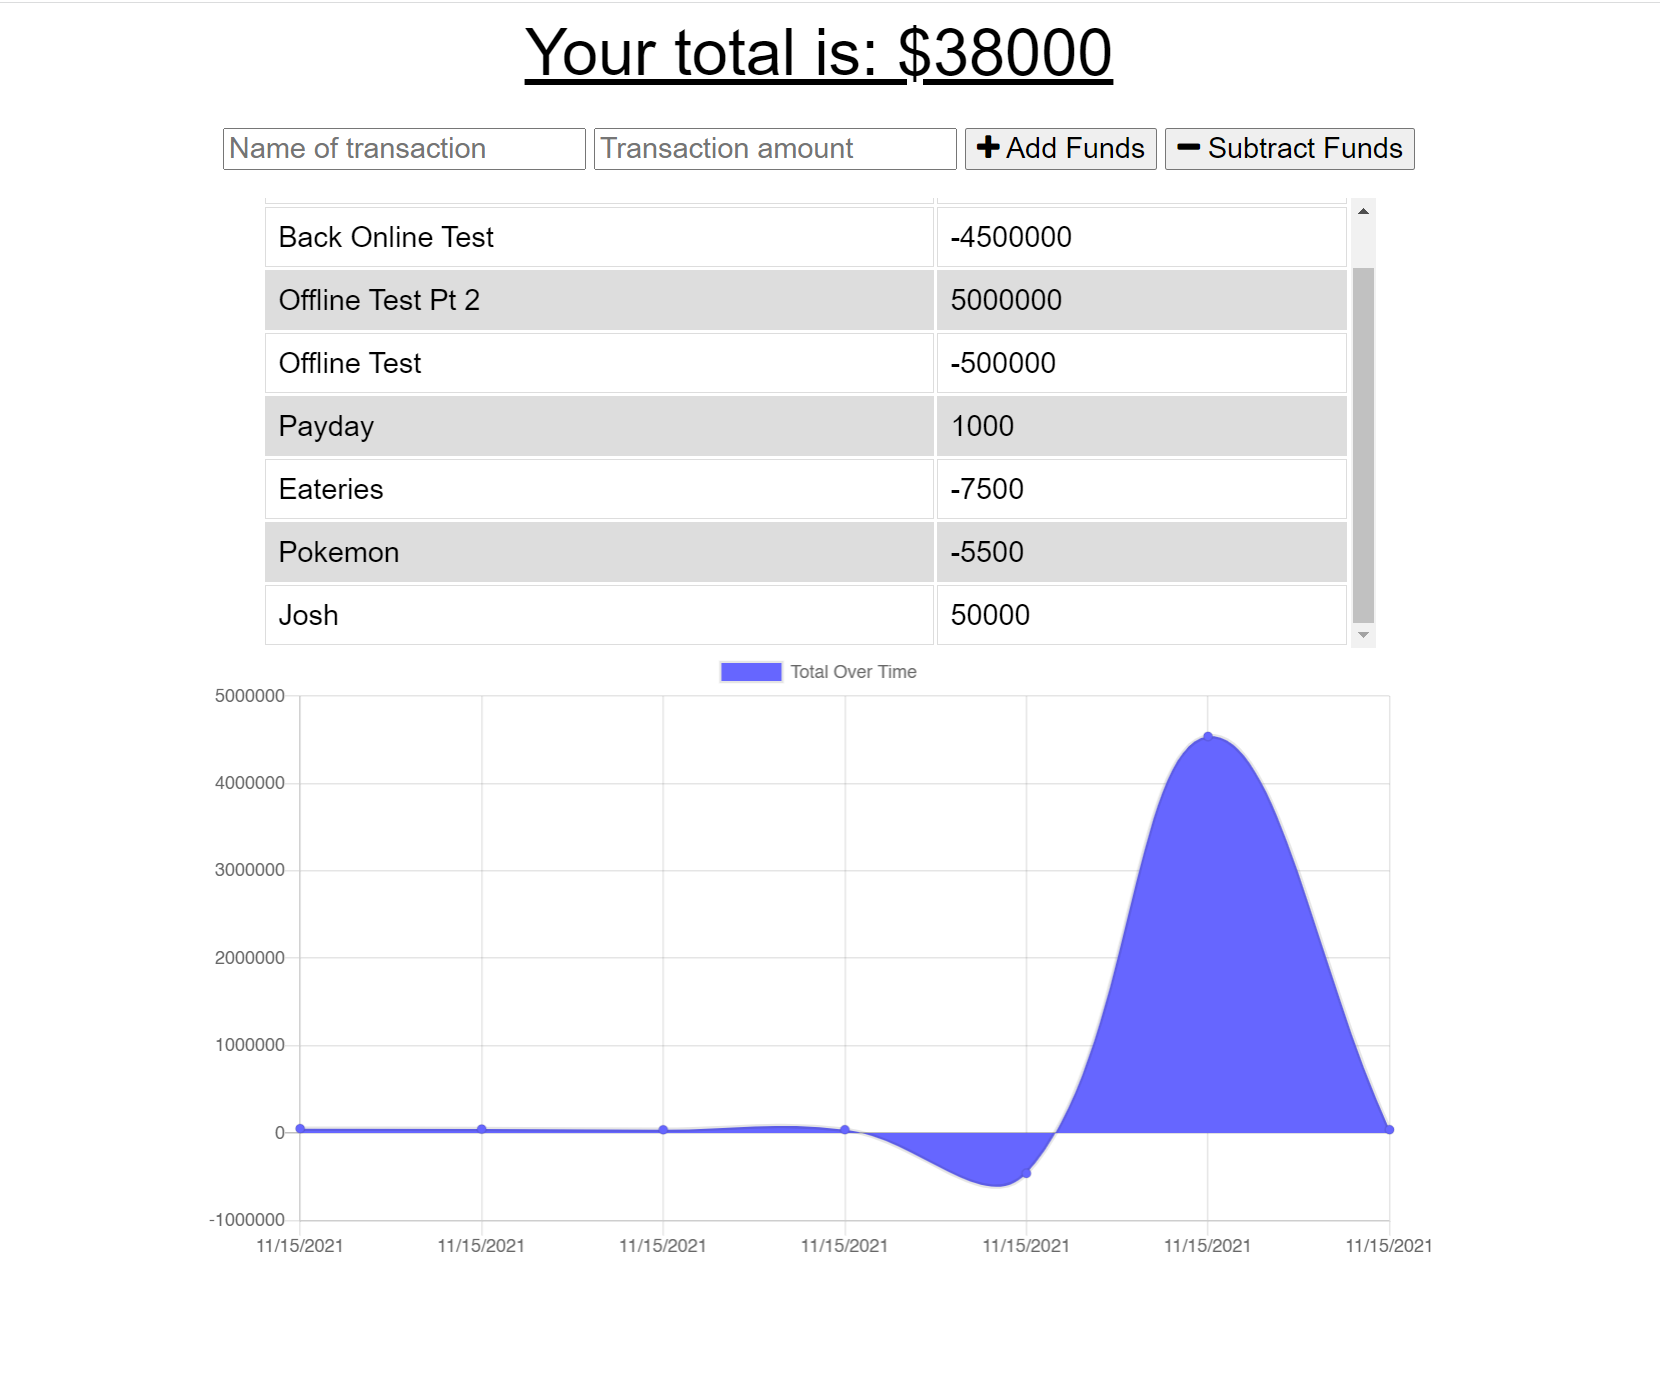 Your total is: $38000
Name of transaction Transaction amount Add Funds Subtract Funds
Back Online Test -4500000
Offline Test Pt 2 5000000
Offline Test -500000
Payday 1000
Eateries -7500
Pokemon -5500
Josh 50000
Total Over Time
5000000
4000000
3000000
2000000
1000000
0
-1000000
11/15/2021 11/15/2021 11/15/2021 11/15/2021 11/15/2021 11/15/2021 11/15/2021